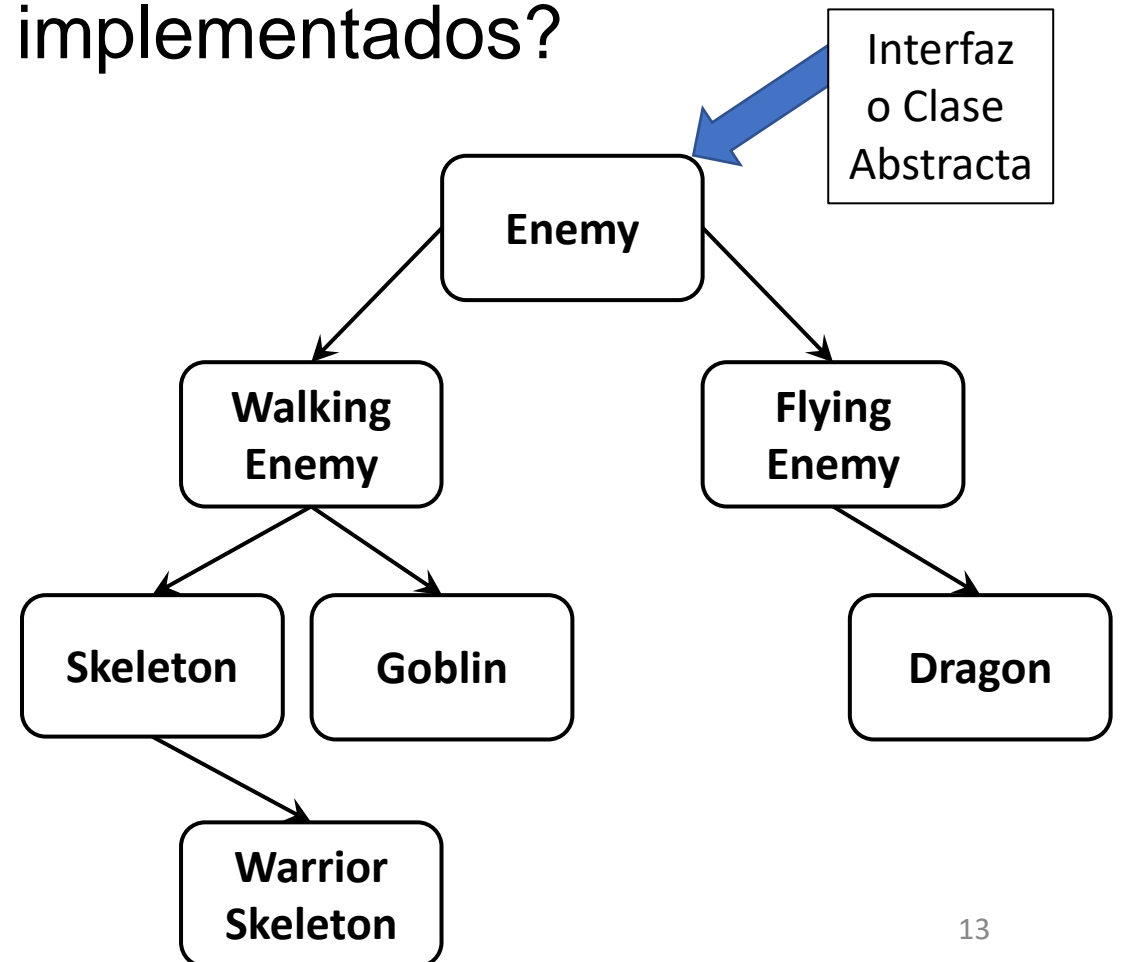 implementados?
Interfaz
o Clase
Abstracta
Enemy
Walking
Enemy
Flying
Enemy
Skeleton
Goblin
Dragon
Warrior
Skeleton
13